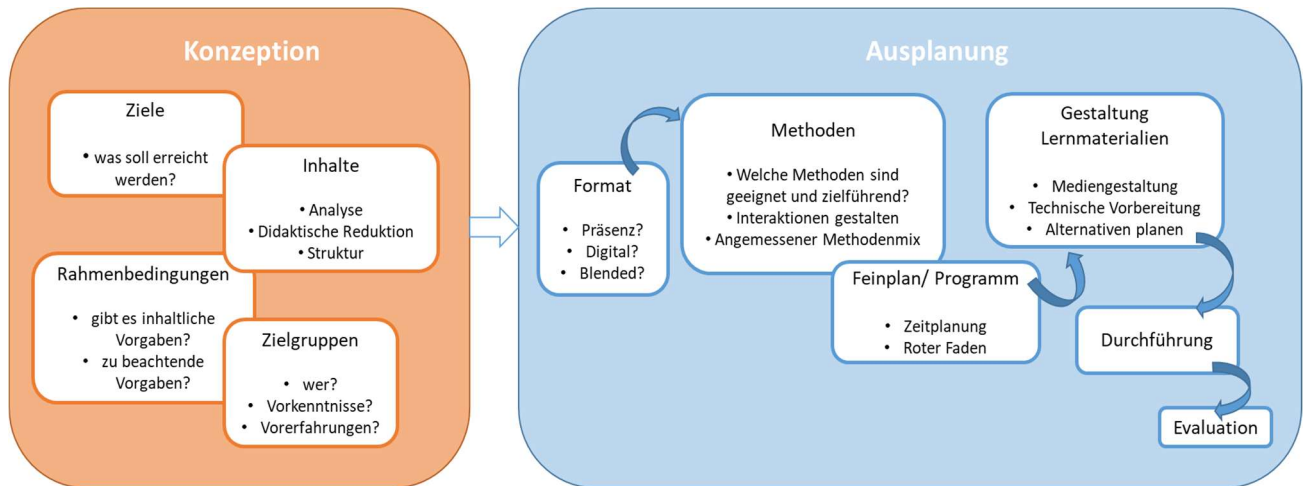 Konzeption
Ziele
• was soll erreicht
werden?
Inhalte
• Analyse
• Didaktische Reduktion
• Struktur
Rahmenbedingungen
• gibt es inhaltliche
Vorgaben?
• zu beachtende
Vorgaben?
Zielgruppen
• wer?
• Vorkenntnisse?
• Vorerfahrungen?
Ausplanung
Format
• Präsenz?
• Digital?
• Blended?
Methoden
• Welche Methoden sind
geeignet und zielführend?
• Interaktionen gestalten
• Angemessener Methodenmix
Feinplan/ Programm
• Zeitplanung
• Roter Faden
Gestaltung
Lernmaterialien
• Mediengestaltung
• Technische Vorbereitung
• Alternativen planen
Durchführung
Evaluation